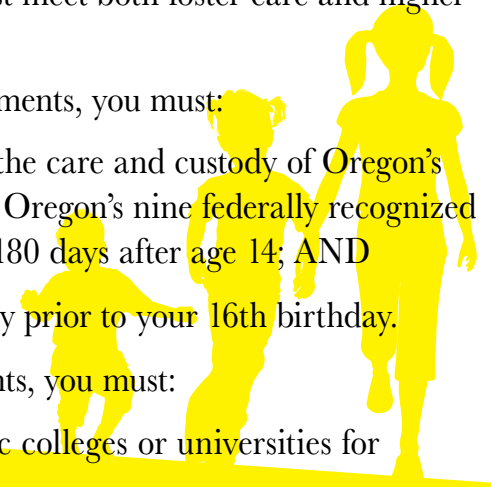 st meet both foster care and higher
ments, you must:
the care and custody of Oregon's
Oregon's nine federally recognized
180 days after age 14; AND
y prior to your 16th birthday.
nts, you must:
c colleges or universities for